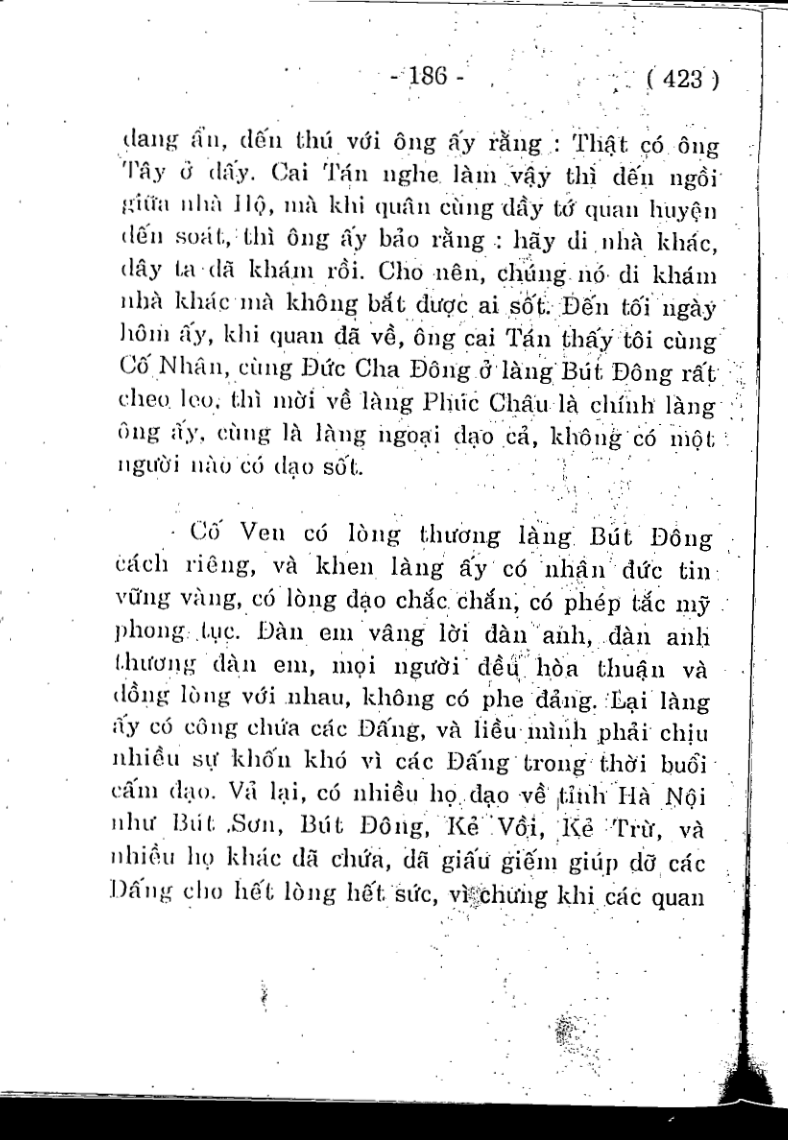 - 186 - ( 423 )
đang ẩn, đến thú với ông ấy rằng : Thật có ông
Tây ở đấy. Cai Tán nghe làm vậy thì đến ngồi
giữa nhà Hộ, mà khi quân cùng đầy tớ quan huyện
đến soát, thì ông ấy bảo rằng : hãy đi nhà khác,
đây ta đã khám rồi. Cho nên, chúng nó đi khám
nhà khác mà không bắt được ai sốt. Đến tối ngày
hôm ấy, khi quan đã về, ông cai Tán thấy tôi cùng
Cố Nhân, cùng Đức Cha Đông ở làng Bút Đông rất
cheo leo, thì mời về làng Phúc Châu là chính làng
ông ấy, cùng là làng ngoại đạo cả, không có một
người nào có đạo sốt.
Cố Ven có lòng thương làng Bút Đông
cách riêng, và khen làng ấy có nhân đức tin
vững vàng, có lòng đạo chắc chắn, có phép tắc mỹ
phong tục. Đàn em vâng lời đàn anh, đàn anh
thương đàn em, mọi người đều hòa thuận và
đồng lòng với nhau, không có phe đảng. Lại làng
ấy có công chứa các Đấng, và liều mình phải chịu
nhiều sự khốn khó vì các Đấng trong thời buổi
cấm đạo. Vả lại, có nhiều họ đạo về tỉnh Hà Nội
như Bút Sơn, Bút Đông, Kẻ Vồi, Kẻ Trừ, và
nhiều họ khác đã chứa, đã giấu giếm giúp đỡ các
Đấng cho hết lòng hết sức, vì chưng khi các quan